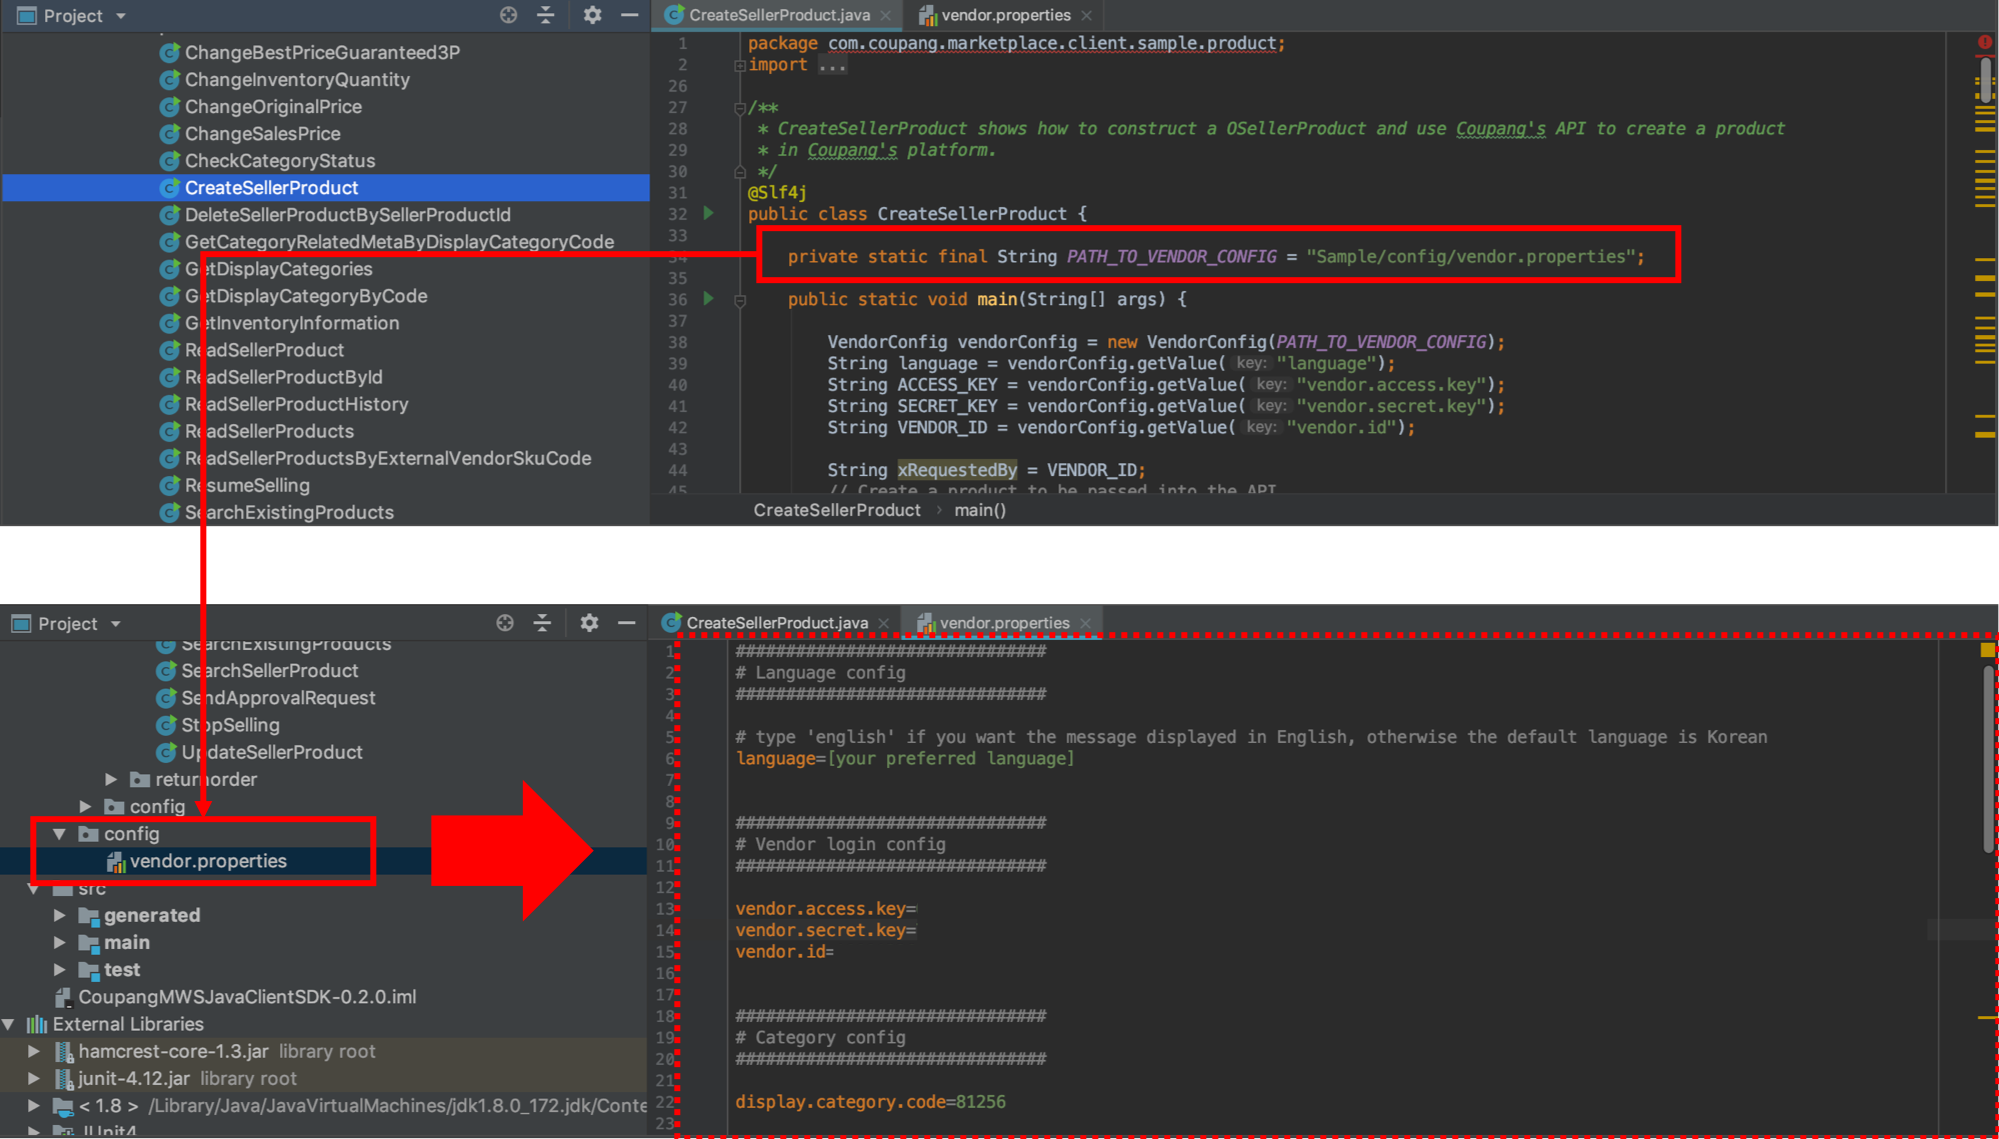 Project
ChangeBestPriceGuaranteed3P
ChangeInventoryQuantity
ChangeOriginalPrice
ChangeSalesPrice
CheckCategoryStatus
CreateSellerProduct
DeleteSellerProductBySellerProductId
GetCategoryRelatedMetaByDisplayCategoryCode
GetDisplayCategories
GetDisplayCategoryByCode
GetInventoryInformation
ReadSellerProduct
ReadSellerProductById
ReadSellerProductHistory
ReadSellerProducts
ReadSellerProductsByExternalVendorSkuCode
ResumeSelling
SearchExistingProducts
CreateSellerProduct.java
vendor.properties
1 package com.coupang.marketplace.client.sample.product;
2 import ...
26
27 /**
28 * CreateSellerProduct shows how to construct a OSellerProduct and use Coupang's API to create a product
29 * in Coupang's platform.
30 */
31 @Slf4j
32 public class CreateSellerProduct {
33
34 private static final String PATH_TO_VENDOR_CONFIG = "Sample/config/vendor.properties";
35
36 public static void main(String[] args) {
37
38 VendorConfig vendorConfig = new VendorConfig(PATH_TO_VENDOR_CONFIG);
39 String language = vendorConfig.getValue( key: "language");
40 String ACCESS_KEY = vendorConfig.getValue( key: "vendor.access.key");
41 String SECRET_KEY = vendorConfig.getValue( key: "vendor.secret.key");
42 String VENDOR_ID = vendorConfig.getValue( key: "vendor.id");
43
44 String xRequestedBy = VENDOR_ID;
45 // Create a product to be passed into the API
CreateSellerProduct › main()
Project
SearchExistingProducts
SearchSellerProduct
SendApprovalRequest
StopSelling
UpdateSellerProduct
returnorder
config
config
vendor.properties
src
generated
main
test
CoupangMWSJavaClientSDK-0.2.0.iml
External Libraries
hamcrest-core-1.3.jar library root
junit-4.12.jar library root
< 1.8 > /Library/Java/JavaVirtualMachines/jdk1.8.0_172.jdk/Conte
JUnit4
CreateSellerProduct.java
vendor.properties
1 ###############################
2 # Language config
3 ###############################
4
5 # type 'english' if you want the message displayed in English, otherwise the default language is Korean
6 language=[your preferred language]
7
8
9 ###############################
10 # Vendor login config
11 ###############################
12
13 vendor.access.key=
14 vendor.secret.key=
15 vendor.id=
16
17
18 ###############################
19 # Category config
20 ###############################
21
22 display.category.code=81256
23